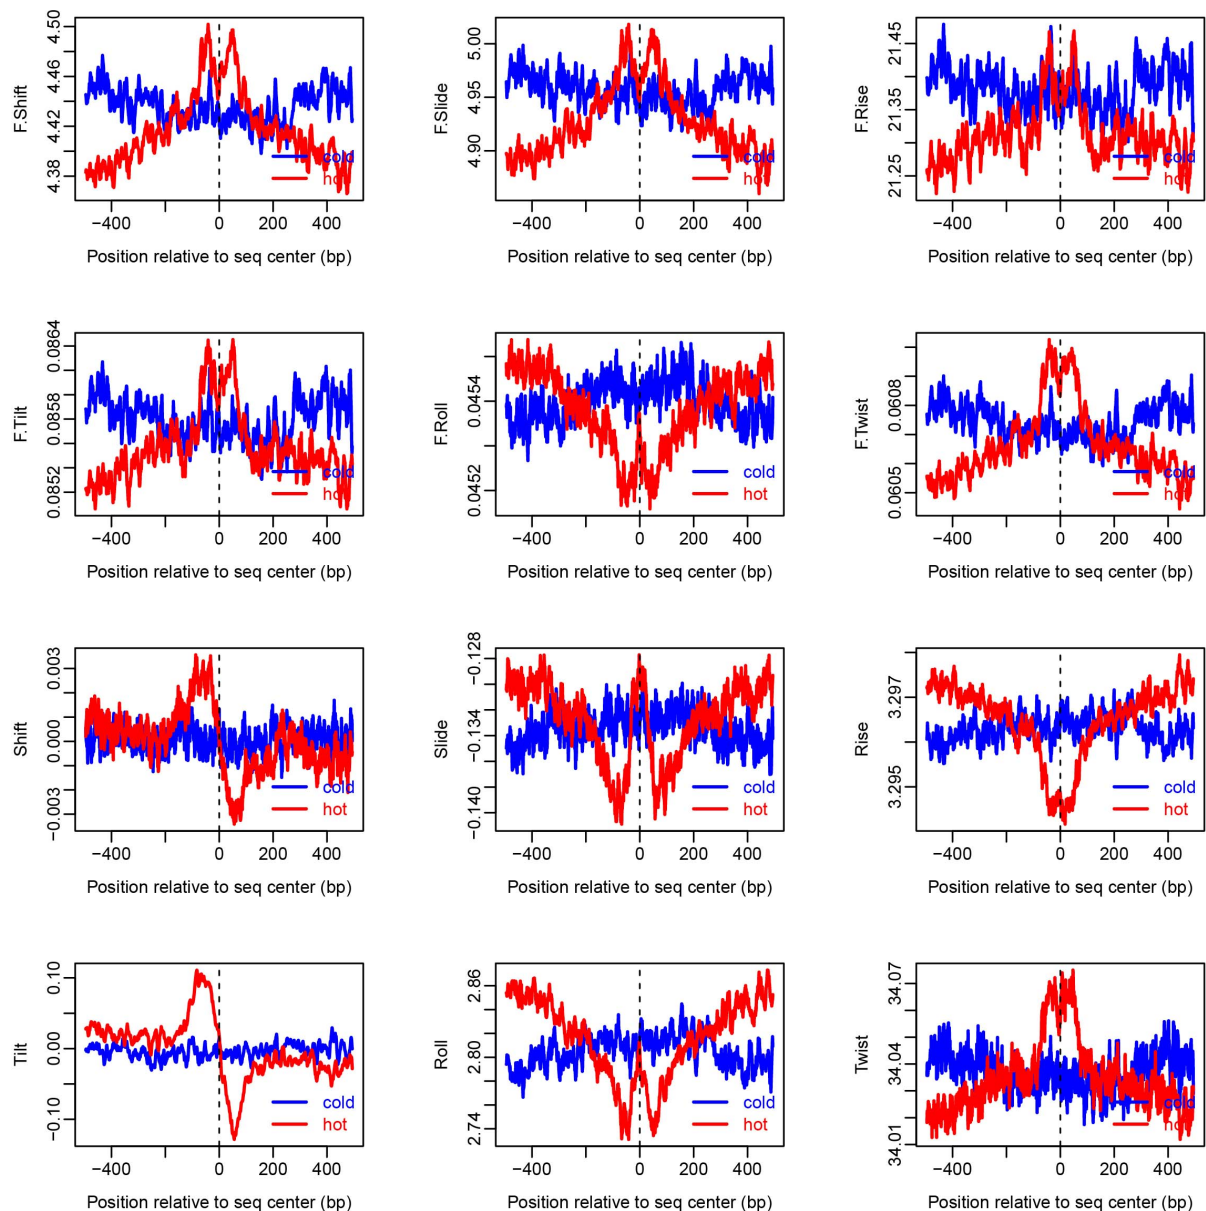 F.Shift
4.38 4.42 4.46 4.50
cold
hot
−400 0 200 400
Position relative to seq center (bp)
F.Slide
4.90 4.95 5.00
cold
hot
−400 0 200 400
Position relative to seq center (bp)
F.Rise
21.25 21.35 21.45
cold
hot
−400 0 200 400
Position relative to seq center (bp)
F.Tilt
0.0852 0.0858 0.0864
cold
hot
−400 0 200 400
Position relative to seq center (bp)
F.Roll
0.0452 0.0454
cold
hot
−400 0 200 400
Position relative to seq center (bp)
F.Twist
0.0605 0.0608
cold
hot
−400 0 200 400
Position relative to seq center (bp)
Shift
−0.003 0.000 0.003
cold
hot
−400 0 200 400
Position relative to seq center (bp)
Slide
−0.140 −0.134 −0.128
cold
hot
−400 0 200 400
Position relative to seq center (bp)
Rise
3.295 3.297
cold
hot
−400 0 200 400
Position relative to seq center (bp)
Tilt
−0.10 0.00 0.10
cold
hot
−400 0 200 400
Position relative to seq center (bp)
Roll
2.74 2.80 2.86
cold
hot
−400 0 200 400
Position relative to seq center (bp)
Twist
34.01 34.04 34.07
cold
hot
−400 0 200 400
Position relative to seq center (bp)